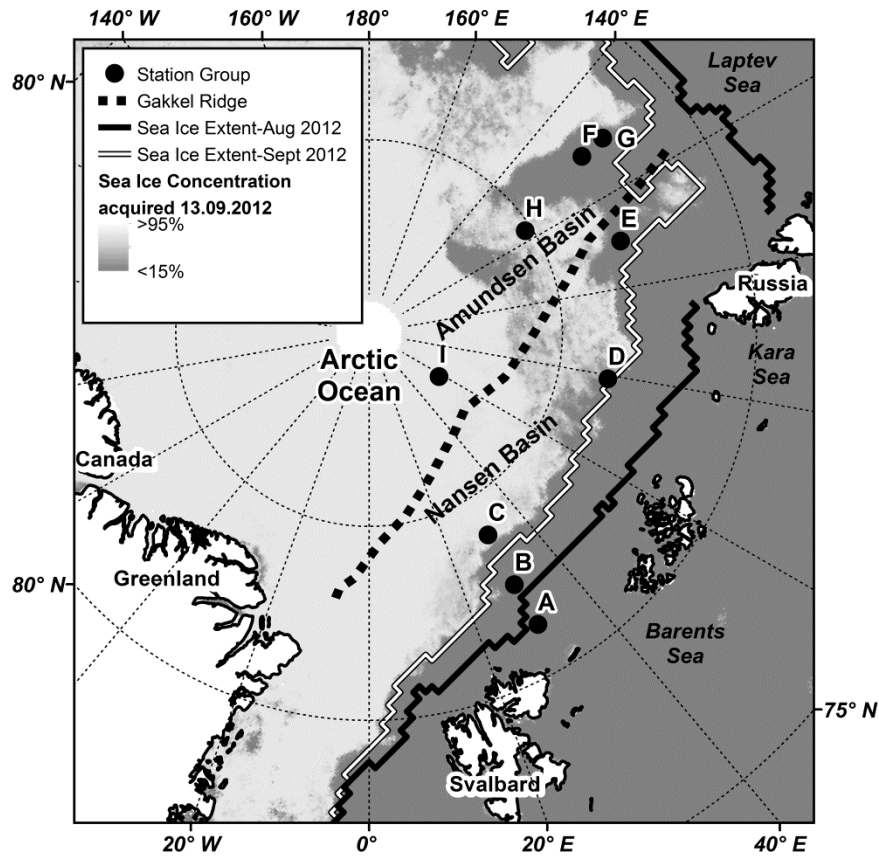 140° W 180° 160° E 140° E
80° N
Station Group
Gakkel Ridge
Sea Ice Extent-Aug 2012
Sea Ice Extent-Sept 2012
Sea Ice Concentration
acquired 13.09.2012
>95%
<15%
Laptev
Sea
F
G
H
E
Amundsen Basin
Russia
Arctic
Ocean
I
D
Kara
Sea
Nansen Basin
Canada
C
Greenland
80° N
B
A
Barents
Sea
75° N
Svalbard
20° W 0° 20° E 40° E